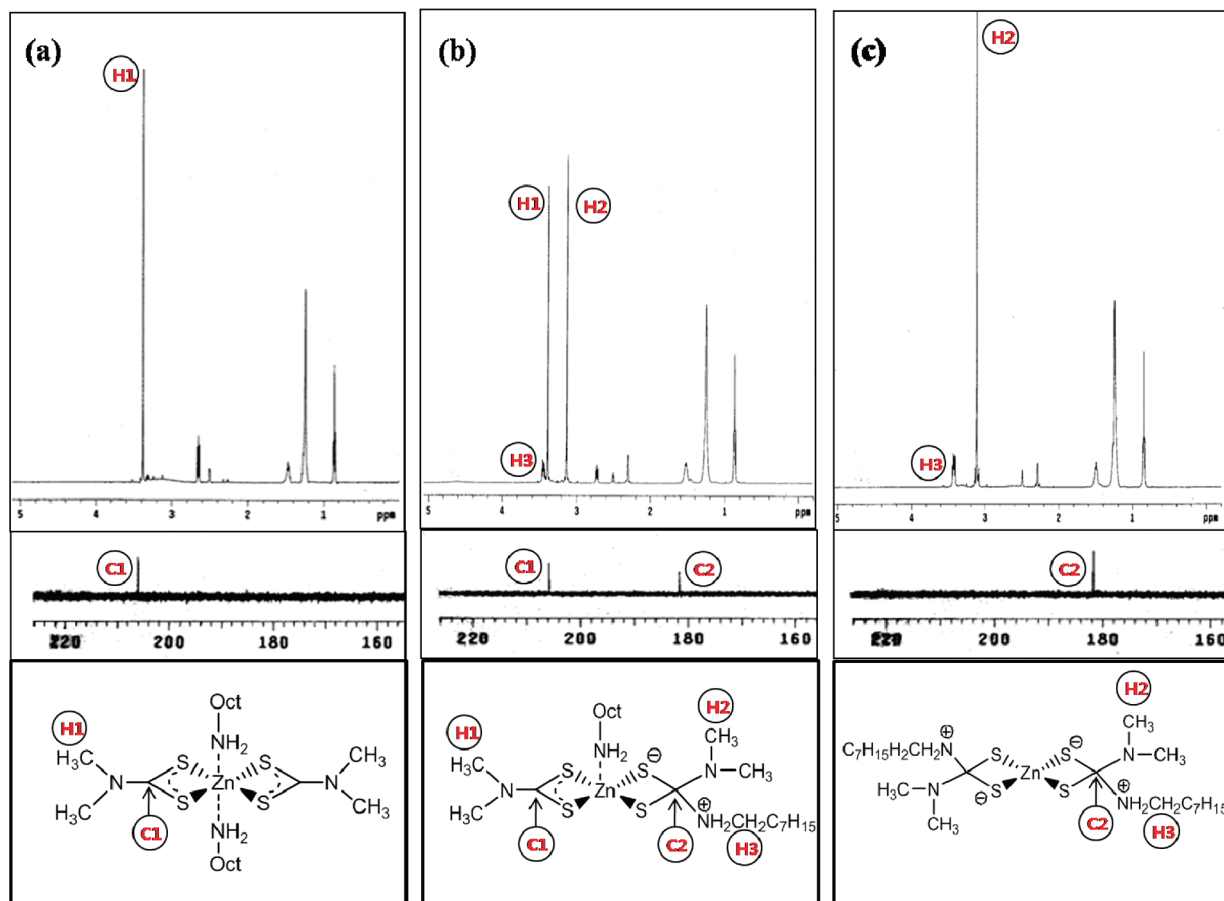 (a)
H1
5 4 3 2 1 ppm
C1
220 200 180 160
Oct
H1
NH2
H3C
S S
N Zn N
CH3
H3C
S S
CH3
NH2
C1
Oct
(b)
H1
H2
H3
5 4 3 2 1 ppm
C1 C2
220 200 180 160
Oct
H2
H1
NH2
CH3
H3C
S S ⊖
N Zn N—CH3
H3C
S S
⊕
NH2CH2C7H15
C1 C2 H3
(c)
H2
H3
5 4 3 2 1 ppm
C2
220 200 180 160
H2
⊕
C7H15H2CH2N
S S ⊖
CH3
Zn N—CH3
H3C—N
⊖ S S
⊕
NH2CH2C7H15
CH3
C2 H3